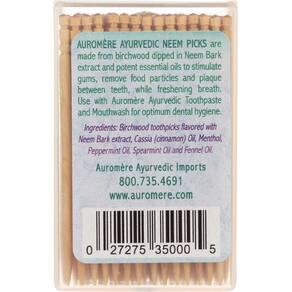 AUROMÈRE AYURVEDIC NEEM PICKS are
made from birchwood dipped in Neem Bark
extract and potent essential oils to stimulate
gums, remove food particles and plaque
between teeth, while freshening breath.
Use with Auromère Ayurvedic Toothpaste
and Mouthwash for optimum dental hygiene.
Ingredients: Birchwood toothpicks flavored with
Neem Bark extract, Cassia (cinnamon) Oil, Menthol,
Peppermint Oil, Spearmint Oil and Fennel Oil.
Auromère Ayurvedic Imports
800.735.4691
www.auromere.com
0 27275 35000 5